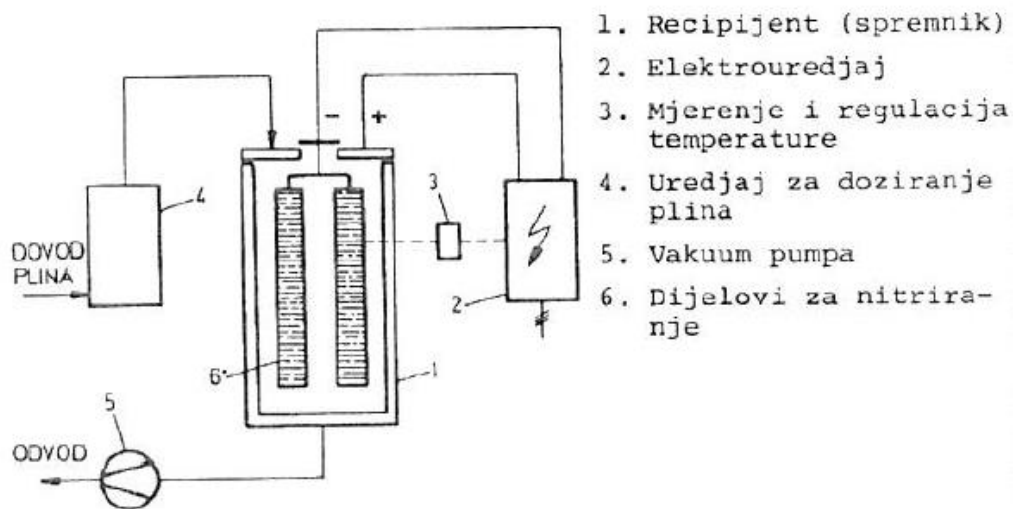 1. Recipijent (spremnik)
2. Elektrouredjaj
3. Mjerenje i regulacija
temperature
4. Uredjaj za doziranje
plina
5. Vakuum pumpa
6. Dijelovi za nitrira-
nje
- +
3
4
DOVOD
PLINA
2
6
1
5
ODVOD